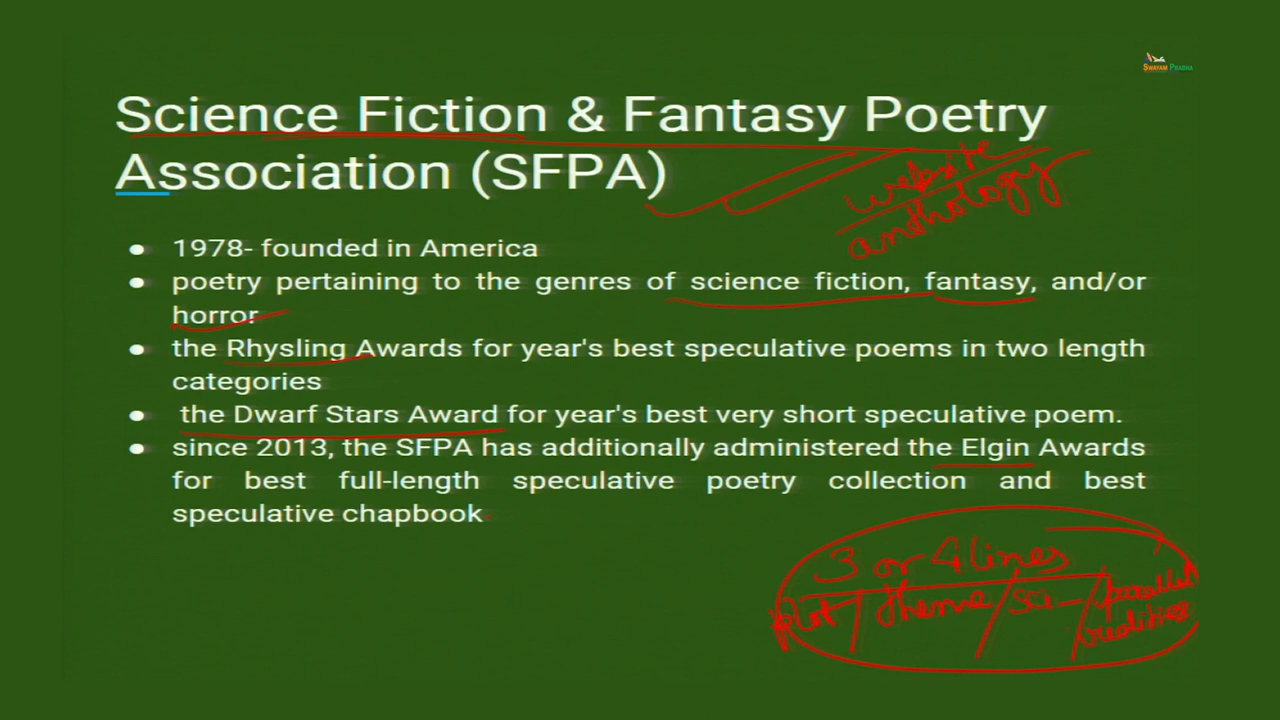 SWAYAM PRABHA
Science Fiction & Fantasy Poetry
Association (SFPA)
website
anthology
● 1978- founded in America
● poetry pertaining to the genres of science fiction, fantasy, and/or
horror
● the Rhysling Awards for year's best speculative poems in two length
categories
● the Dwarf Stars Award for year's best very short speculative poem.
● since 2013, the SFPA has additionally administered the Elgin Awards
for best full-length speculative poetry collection and best
speculative chapbook
3 or 4 lines
plot / theme / sci- / parallel
realities